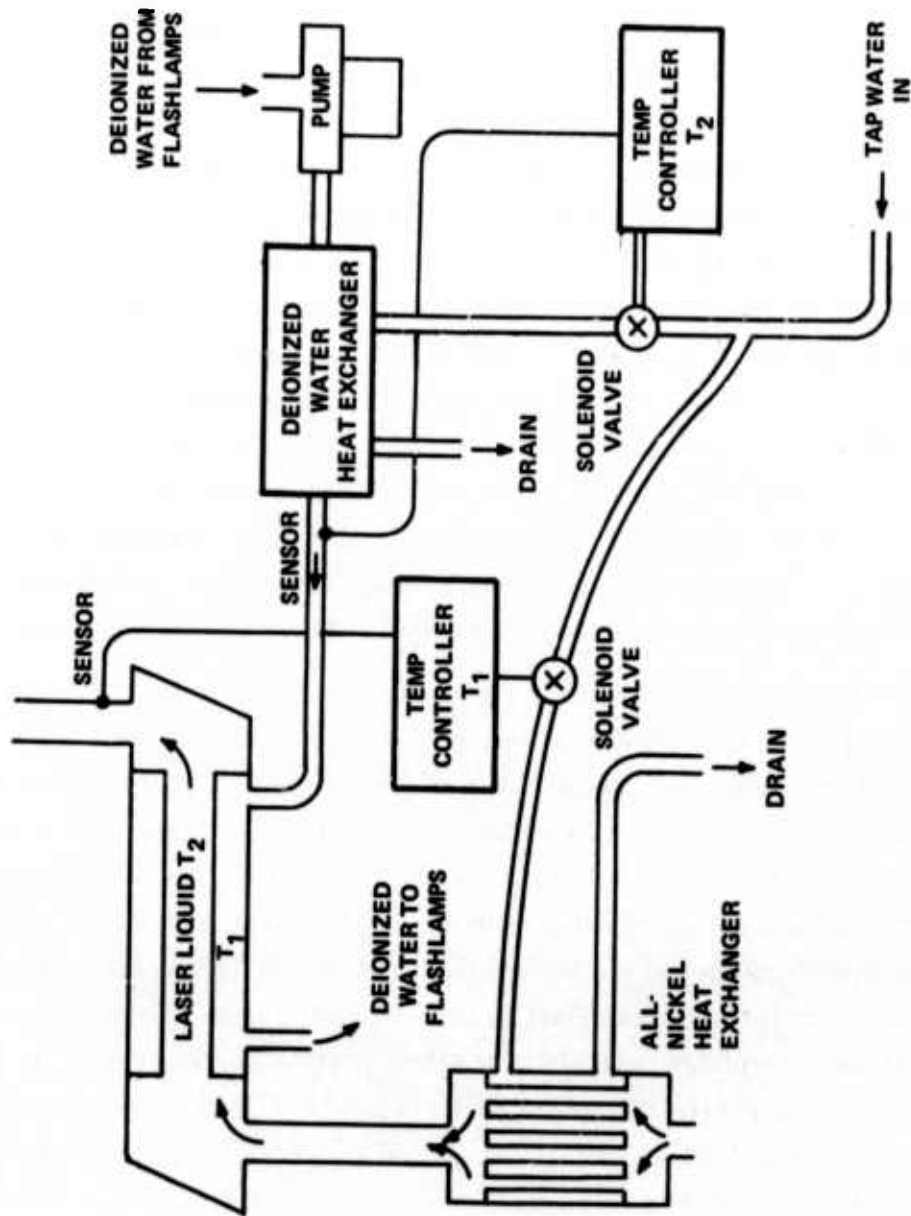 SENSOR
LASER LIQUID T2
T1
DEIONIZED
WATER TO
FLASHLAMPS
ALL-
NICKEL
HEAT
EXCHANGER
DRAIN
SOLENOID
VALVE
TEMP
CONTROLLER
T1
SENSOR
DEIONIZED
WATER
HEAT EXCHANGER
DRAIN
SOLENOID
VALVE
TEMP
CONTROLLER
T2
TAP WATER
IN
PUMP
DEIONIZED
WATER FROM
FLASHLAMPS